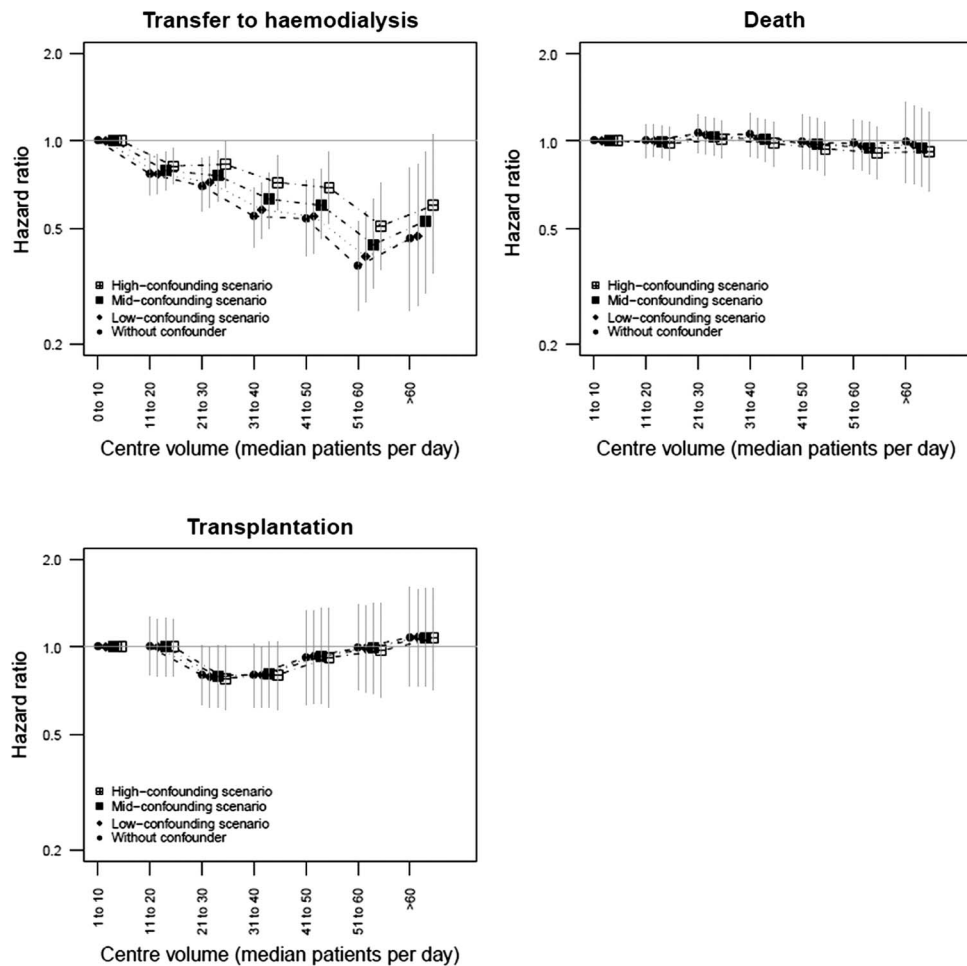 Transfer to haemodialysis
Hazard ratio
2.0
1.0
0.5
0.2
High-confounding scenario
Mid-confounding scenario
Low-confounding scenario
Without confounder
0 to 10
11 to 20
21 to 30
31 to 40
41 to 50
51 to 60
>60
Centre volume (median patients per day)
Death
Hazard ratio
2.0
1.0
0.5
0.2
High-confounding scenario
Mid-confounding scenario
Low-confounding scenario
Without confounder
1 to 10
11 to 20
21 to 30
31 to 40
41 to 50
51 to 60
>60
Centre volume (median patients per day)
Transplantation
Hazard ratio
2.0
1.0
0.5
0.2
High-confounding scenario
Mid-confounding scenario
Low-confounding scenario
Without confounder
1 to 10
11 to 20
21 to 30
31 to 40
41 to 50
51 to 60
>60
Centre volume (median patients per day)